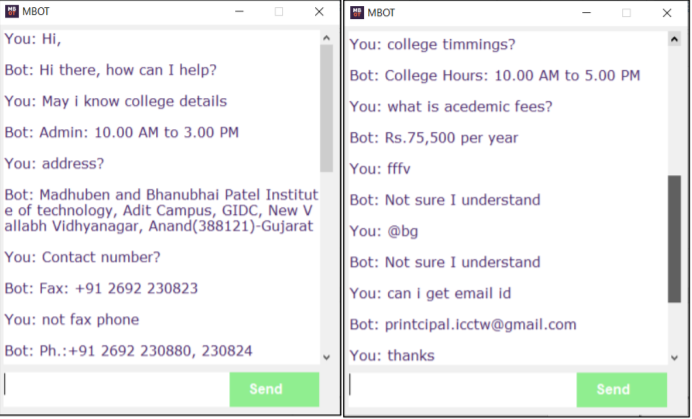 MBOT
You: Hi,
Bot: Hi there, how can I help?
You: May i know college details
Bot: Admin: 10.00 AM to 3.00 PM
You: address?
Bot: Madhuben and Bhanubhai Patel Institut
e of technology, Adit Campus, GIDC, New V
allabh Vidhyanagar, Anand(388121)-Gujarat
You: Contact number?
Bot: Fax: +91 2692 230823
You: not fax phone
Bot: Ph.:+91 2692 230880, 230824
Send
MBOT
You: college timmings?
Bot: College Hours: 10.00 AM to 5.00 PM
You: what is acedemic fees?
Bot: Rs.75,500 per year
You: fffv
Bot: Not sure I understand
You: @bg
Bot: Not sure I understand
You: can i get email id
Bot: printcipal.icctw@gmail.com
You: thanks
Send